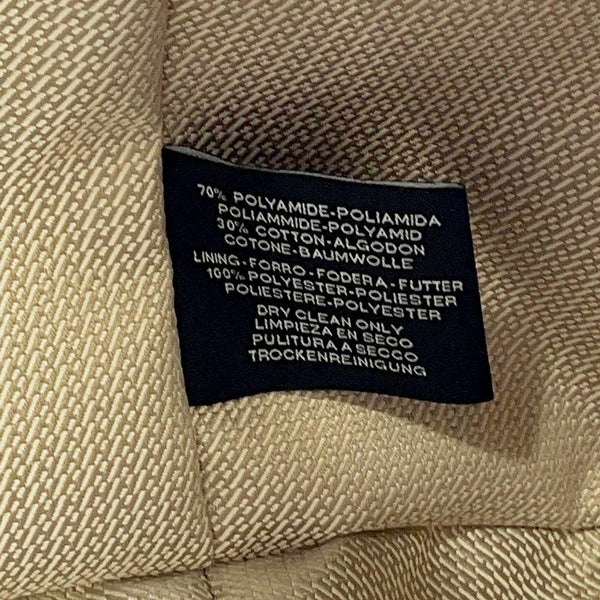 70% POLYAMIDE-POLIAMIDA
POLIAMMIDE-POLYAMID
30% COTTON-ALGODON
COTONE-BAUMWOLLE
LINING-FORRO-FODERA-FUTTER
100% POLYESTER-POLIESTER
POLIESTERE-POLYESTER
DRY CLEAN ONLY
LIMPIEZA EN SECO
PULITURA A SECCO
TROCKENREINIGUNG